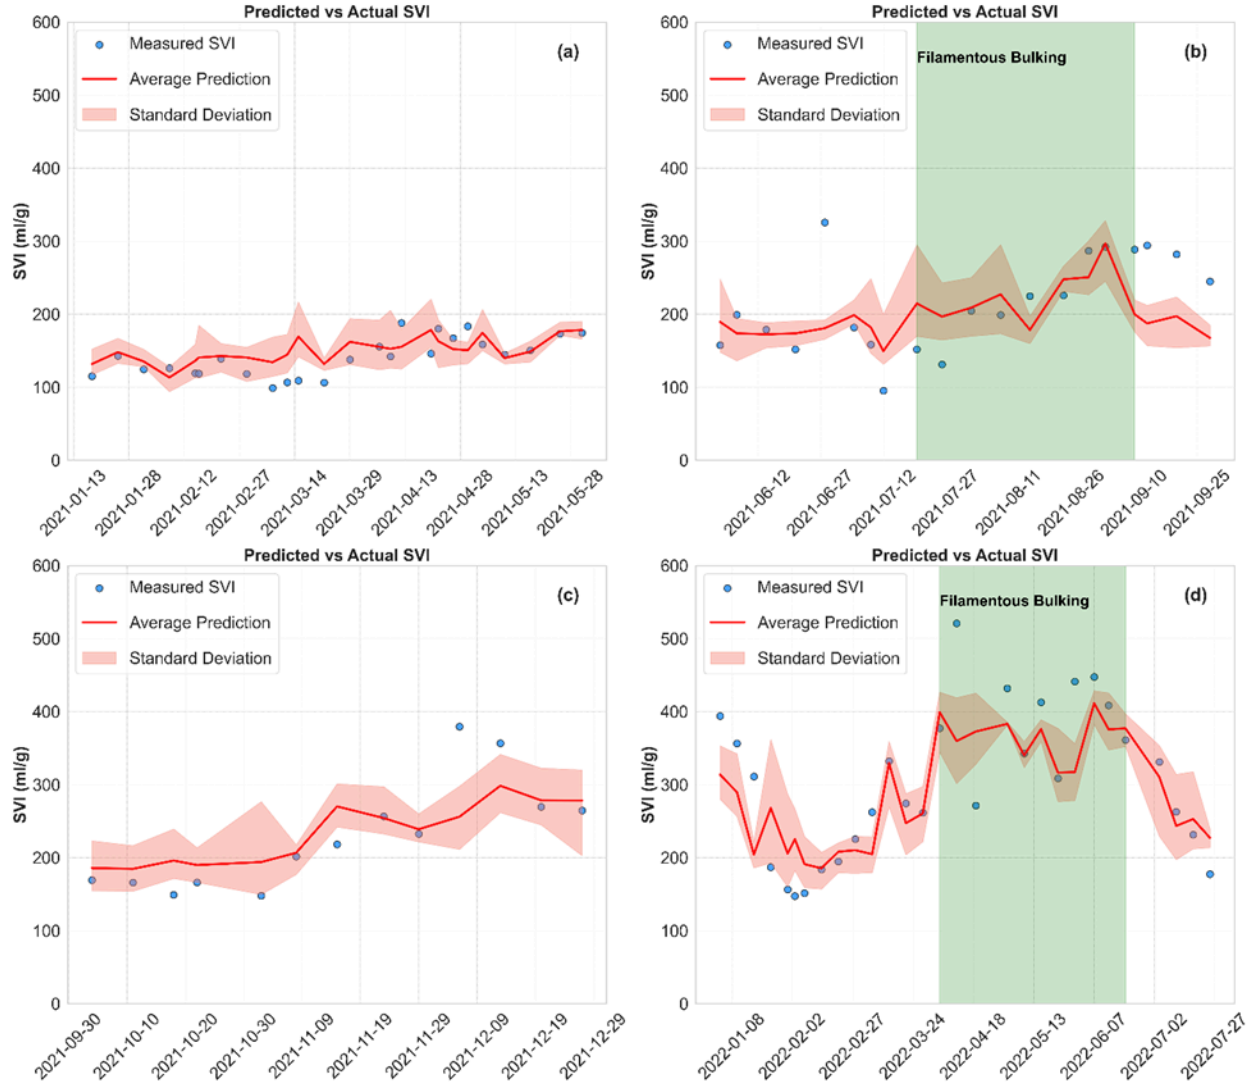 Predicted vs Actual SVI
600
500
400
300
200
100
0
SVI (ml/g)
Measured SVI
Average Prediction
Standard Deviation
(a)
2021-01-13
2021-01-28
2021-02-12
2021-02-27
2021-03-14
2021-03-29
2021-04-13
2021-04-28
2021-05-13
2021-05-28
Predicted vs Actual SVI
600
500
400
300
200
100
0
SVI (ml/g)
Measured SVI
Average Prediction
Standard Deviation
Filamentous Bulking
(b)
2021-06-12
2021-06-27
2021-07-12
2021-07-27
2021-08-11
2021-08-26
2021-09-10
2021-09-25
Predicted vs Actual SVI
600
500
400
300
200
100
0
SVI (ml/g)
Measured SVI
Average Prediction
Standard Deviation
(c)
2021-09-30
2021-10-10
2021-10-20
2021-10-30
2021-11-09
2021-11-19
2021-11-29
2021-12-09
2021-12-19
2021-12-29
Predicted vs Actual SVI
600
500
400
300
200
100
0
SVI (ml/g)
Measured SVI
Average Prediction
Standard Deviation
Filamentous Bulking
(d)
2022-01-08
2022-02-02
2022-02-27
2022-03-24
2022-04-18
2022-05-13
2022-06-07
2022-07-02
2022-07-27